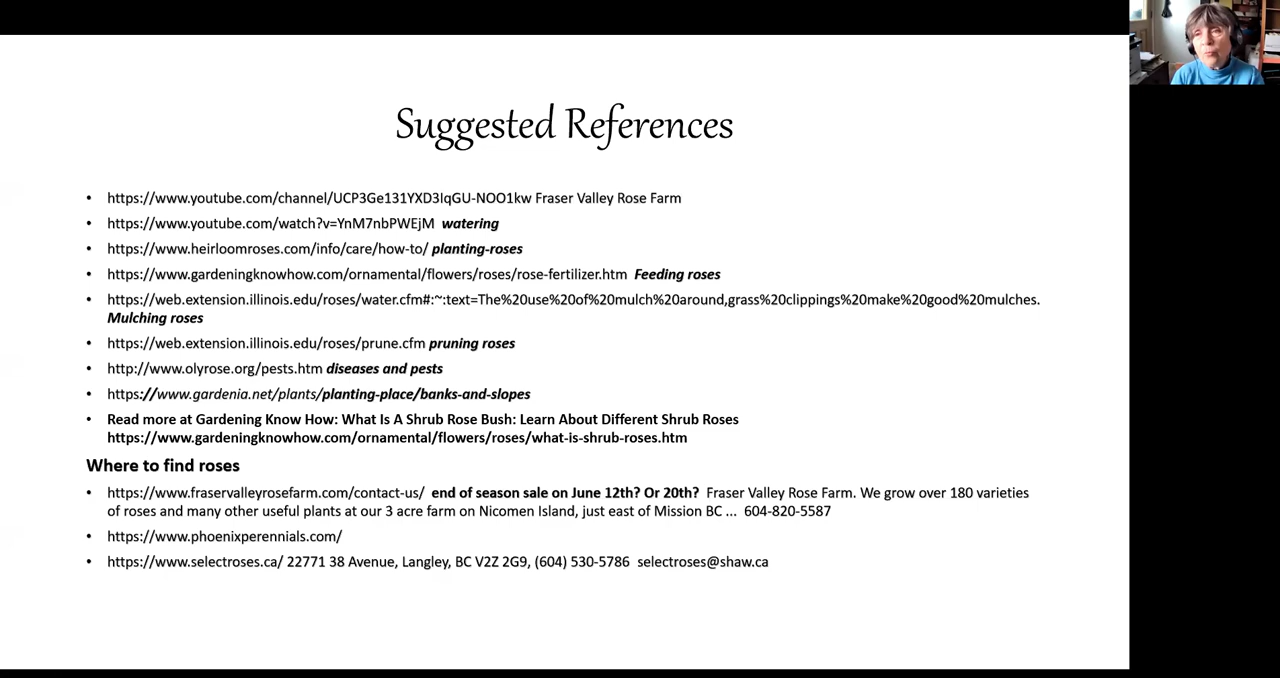 Suggested References
• https://www.youtube.com/channel/UCP3Ge131YXD3IqGU-NOO1kw Fraser Valley Rose Farm
• https://www.youtube.com/watch?v=YnM7nbPWEjM watering
• https://www.heirloomroses.com/info/care/how-to/ planting-roses
• https://www.gardeningknowhow.com/ornamental/flowers/roses/rose-fertilizer.htm Feeding roses
• https://web.extension.illinois.edu/roses/water.cfm#:~:text=The%20use%20of%20mulch%20around,grass%20clippings%20make%20good%20mulches.
Mulching roses
• https://web.extension.illinois.edu/roses/prune.cfm pruning roses
• http://www.olyrose.org/pests.htm diseases and pests
• https://www.gardenia.net/plants/planting-place/banks-and-slopes
• Read more at Gardening Know How: What Is A Shrub Rose Bush: Learn About Different Shrub Roses
https://www.gardeningknowhow.com/ornamental/flowers/roses/what-is-shrub-roses.htm
Where to find roses
• https://www.fraservalleyrosefarm.com/contact-us/ end of season sale on June 12th? Or 20th? Fraser Valley Rose Farm. We grow over 180 varieties
of roses and many other useful plants at our 3 acre farm on Nicomen Island, just east of Mission BC ... 604-820-5587
• https://www.phoenixperennials.com/
• https://www.selectroses.ca/ 22771 38 Avenue, Langley, BC V2Z 2G9, (604) 530-5786 selectroses@shaw.ca